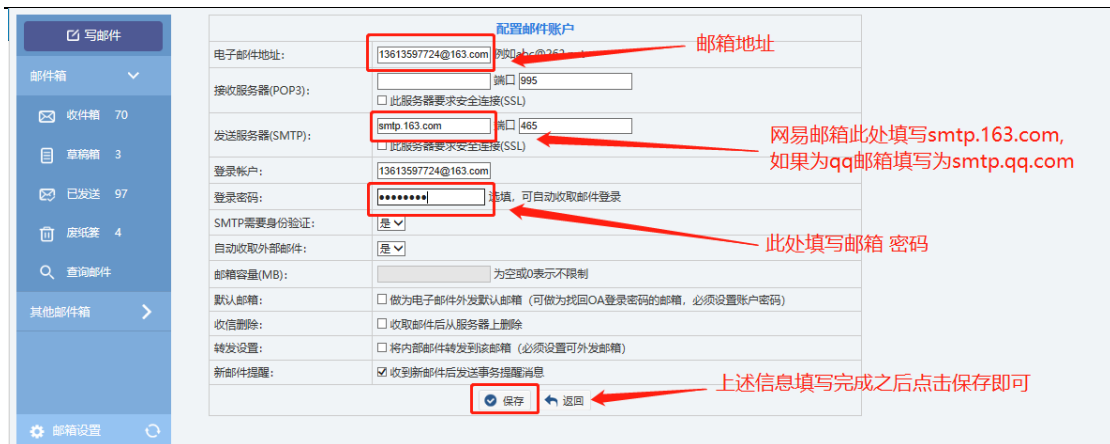 写邮件
邮件箱
收件箱 70
草稿箱 3
已发送 97
废纸篓 4
查询邮件
其他邮件箱
邮箱设置
配置邮件账户
电子邮件地址: 13613597724@163.com
邮箱地址
接收服务器(POP3): 端口 995
此服务器要求安全连接(SSL)
发送服务器(SMTP): smtp.163.com 端口 465
此服务器要求安全连接(SSL)
网易邮箱此处填写smtp.163.com,
如果为qq邮箱填写为smtp.qq.com
登录帐户: 13613597724@163.com
登录密码: 选填，可自动收取邮件登录
此处填写邮箱 密码
SMTP需要身份验证: 是
自动收取外部邮件: 是
邮箱容量(MB): 为空或0表示不限制
默认邮箱: 做为电子邮件外发默认邮箱（可做为找回OA登录密码的邮箱，必须设置账户密码）
收信删除: 收取邮件后从服务器上删除
转发设置: 将内部邮件转发到该邮箱（必须设置可外发邮箱）
新邮件提醒: 收到新邮件后发送事务提醒消息
保存 返回
上述信息填写完成之后点击保存即可